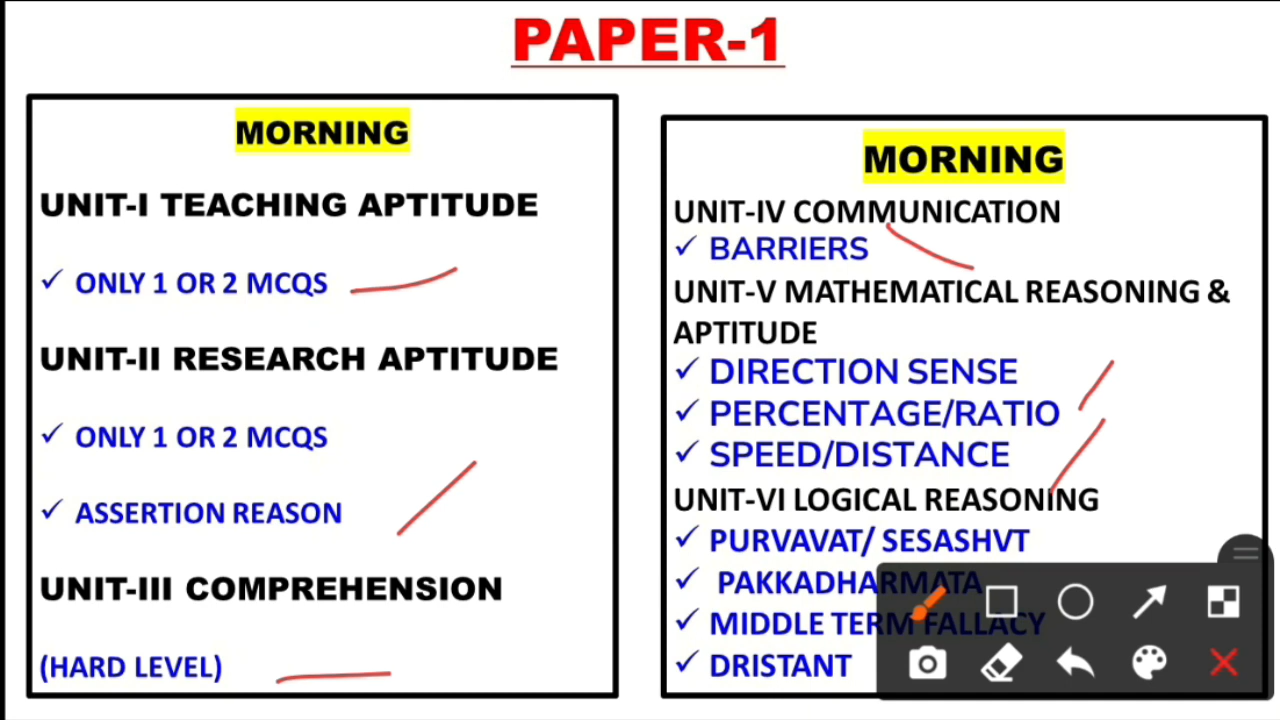 PAPER-1
MORNING
UNIT-I TEACHING APTITUDE
✓ ONLY 1 OR 2 MCQS
UNIT-II RESEARCH APTITUDE
✓ ONLY 1 OR 2 MCQS
✓ ASSERTION REASON
UNIT-III COMPREHENSION
(HARD LEVEL)
MORNING
UNIT-IV COMMUNICATION
✓ BARRIERS
UNIT-V MATHEMATICAL REASONING &
APTITUDE
✓ DIRECTION SENSE
✓ PERCENTAGE/RATIO
✓ SPEED/DISTANCE
UNIT-VI LOGICAL REASONING
✓ PURVAVAT/ SESASHVT
✓ PAKKADHARMATA
✓ MIDDLE TERM FALLACY
✓ DRISTANT